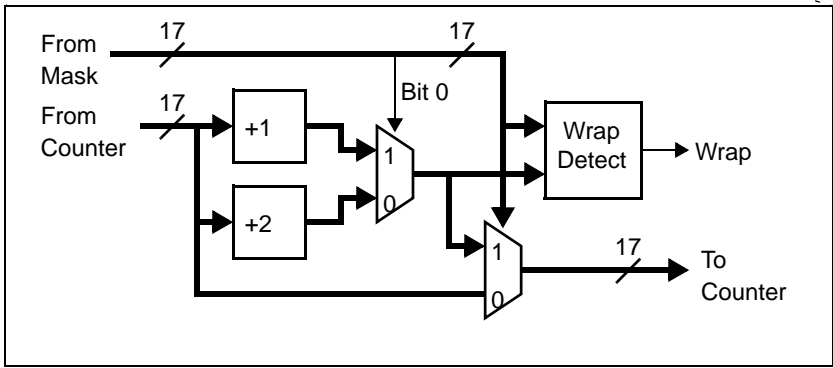 From
Mask
17
17
Bit 0
From
Counter
17
+1
+2
1
0
Wrap
Detect
Wrap
1
0
17
To
Counter